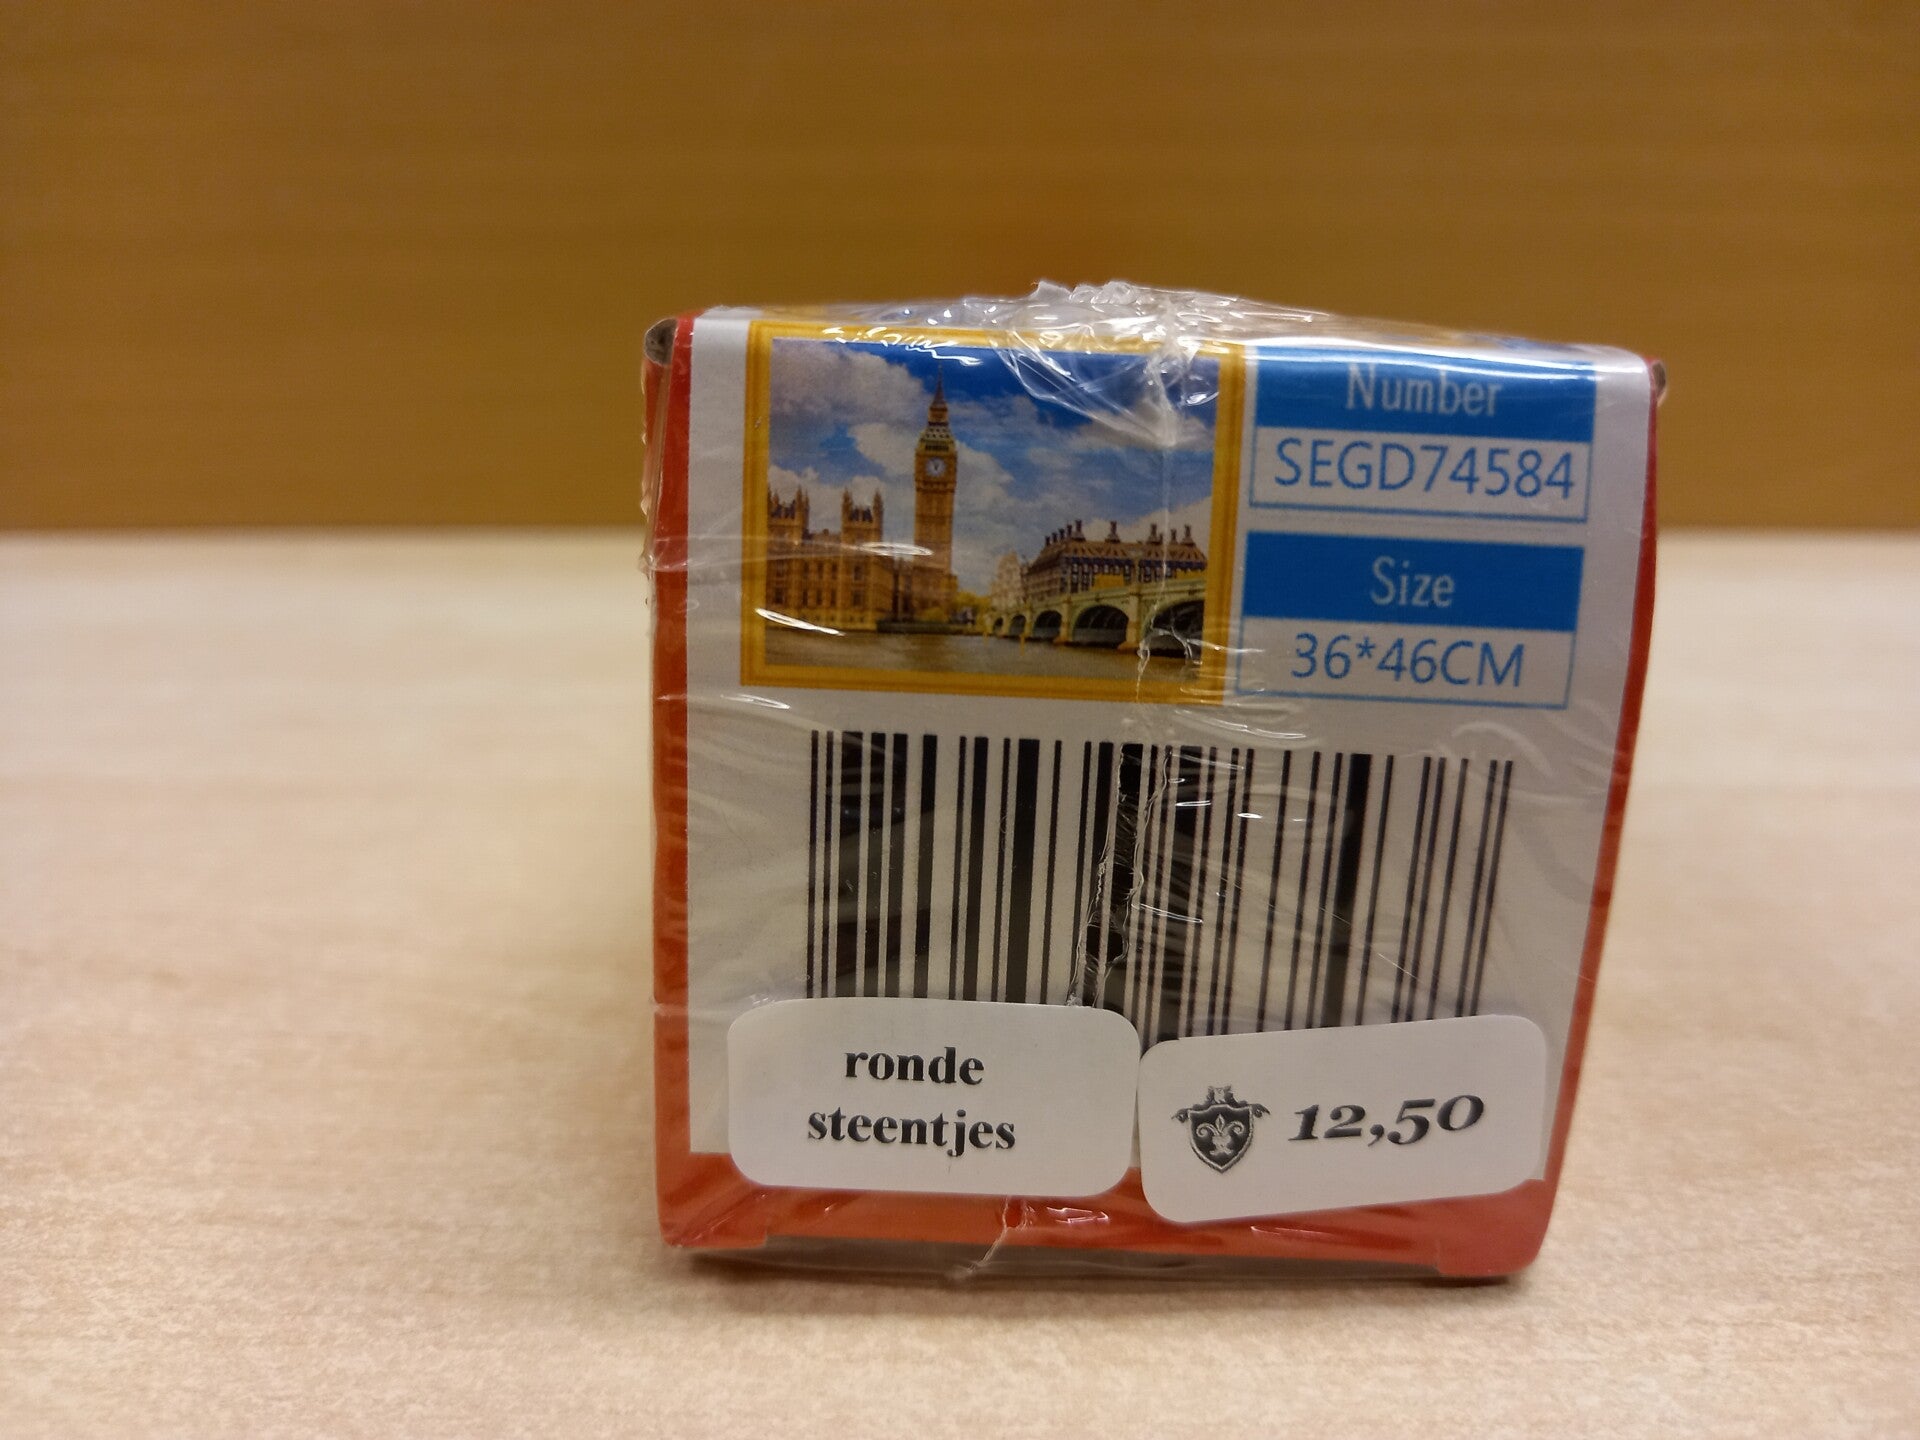 Number
SEGD74584
Size
36*46CM
ronde
steentjes
12,50